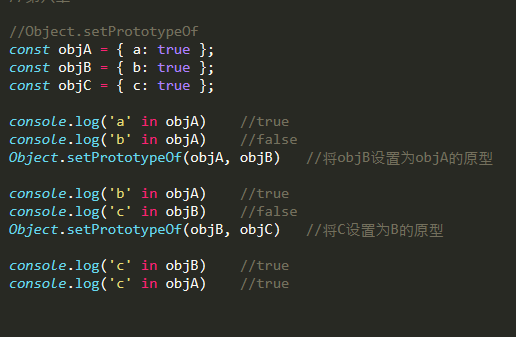 //Object.setPrototypeOf
const objA = { a: true };
const objB = { b: true };
const objC = { c: true };
console.log('a' in objA)    //true
console.log('b' in objA)    //false
Object.setPrototypeOf(objA, objB)   //将objB设置为objA的原型
console.log('b' in objA)    //true
console.log('c' in objB)    //false
Object.setPrototypeOf(objB, objC)   //将C设置为B的原型
console.log('c' in objB)    //true
console.log('c' in objA)    //true